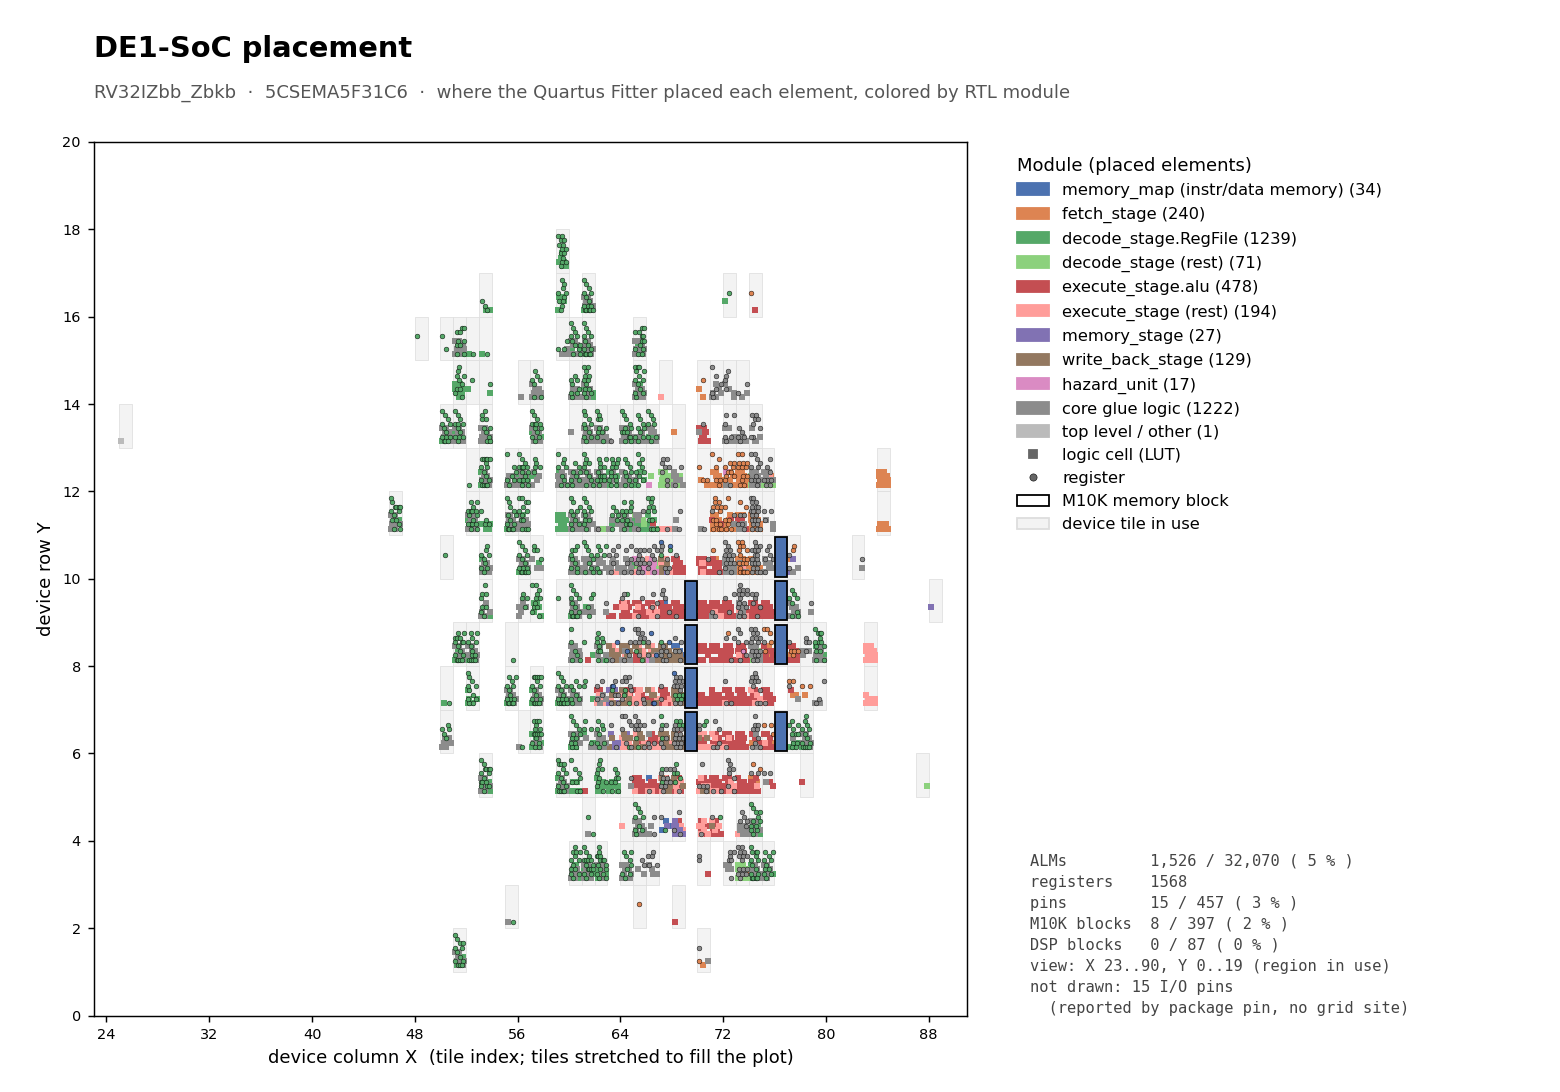 DE1-SoC placement
RV32IZbb_Zbkb · 5CSEMA5F31C6 · where the Quartus Fitter placed each element, colored by RTL module
20
18
16
14
12
10
8
6
4
2
0
device row Y
24 32 40 48 56 64 72 80 88
device column X (tile index; tiles stretched to fill the plot)
Module (placed elements)
memory_map (instr/data memory) (34)
fetch_stage (240)
decode_stage.RegFile (1239)
decode_stage (rest) (71)
execute_stage.alu (478)
execute_stage (rest) (194)
memory_stage (27)
write_back_stage (129)
hazard_unit (17)
core glue logic (1222)
top level / other (1)
logic cell (LUT)
register
M10K memory block
device tile in use
ALMs 1,526 / 32,070 ( 5 % )
registers 1568
pins 15 / 457 ( 3 % )
M10K blocks 8 / 397 ( 2 % )
DSP blocks 0 / 87 ( 0 % )
view: X 23..90, Y 0..19 (region in use)
not drawn: 15 I/O pins
(reported by package pin, no grid site)